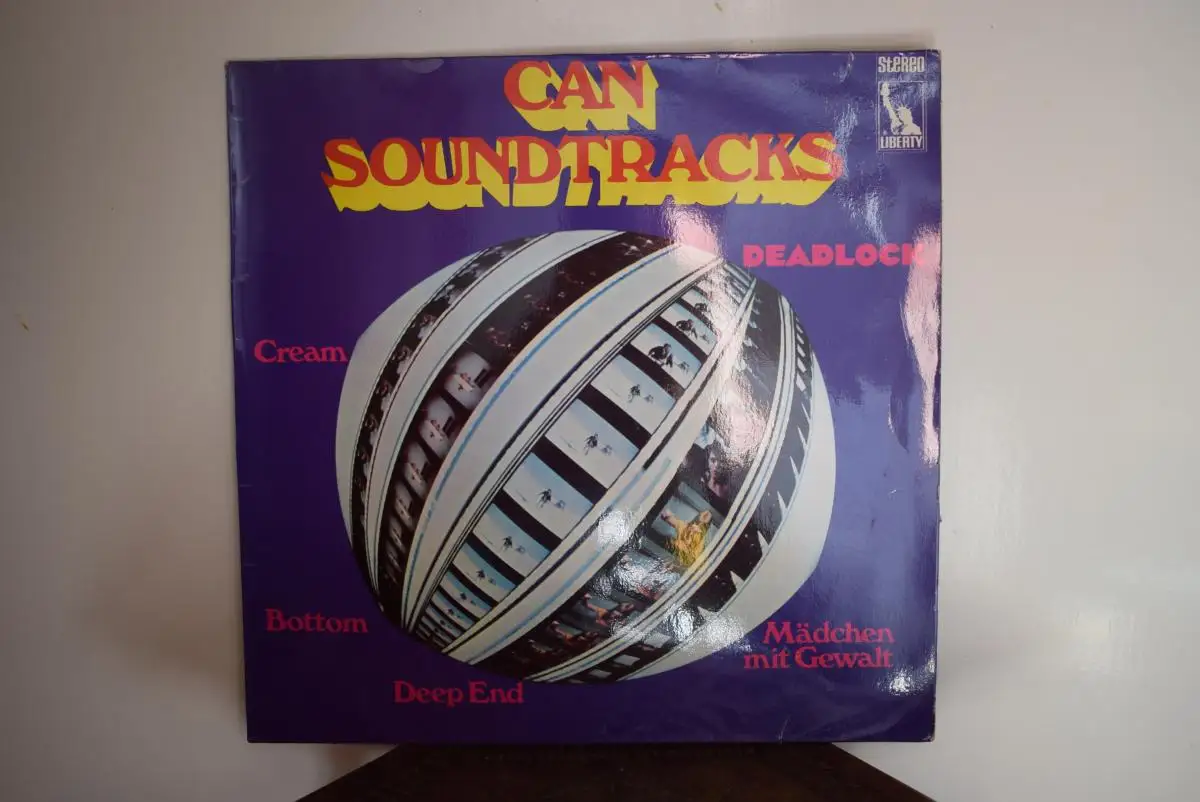 CAN
SOUNDTRACKS
STEREO
LIBERTY
DEADLOCK
Cream
Bottom
Mädchen
mit Gewalt
Deep End